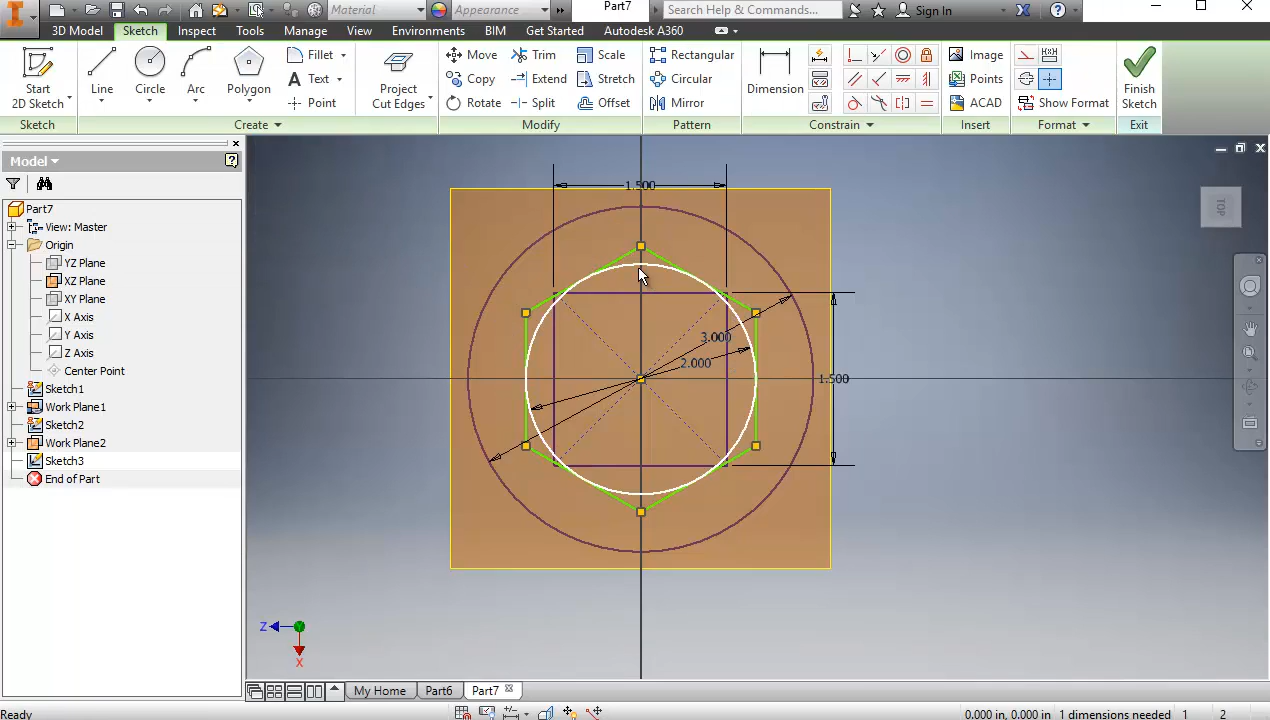 Material
Appearance
Part7
Search Help & Commands...
Sign In
3D Model
Sketch
Inspect
Tools
Manage
View
Environments
BIM
Get Started
Autodesk A360
Start
2D Sketch
Line
Circle
Arc
Polygon
Fillet
Text
Point
Project
Cut Edges
Move
Copy
Rotate
Trim
Extend
Split
Scale
Stretch
Offset
Rectangular
Circular
Mirror
Dimension
Image
Points
ACAD
Show Format
Finish
Sketch
Sketch
Create
Modify
Pattern
Constrain
Insert
Format
Exit
Model
Part7
View: Master
Origin
YZ Plane
XZ Plane
XY Plane
X Axis
Y Axis
Z Axis
Center Point
Sketch1
Work Plane1
Sketch2
Work Plane2
Sketch3
End of Part
1.500
3.000
2.000
1.500
TOP
Z
Y
X
My Home
Part6
Part7
Ready
0.000 in, 0.000 in
1 dimensions needed
1
2